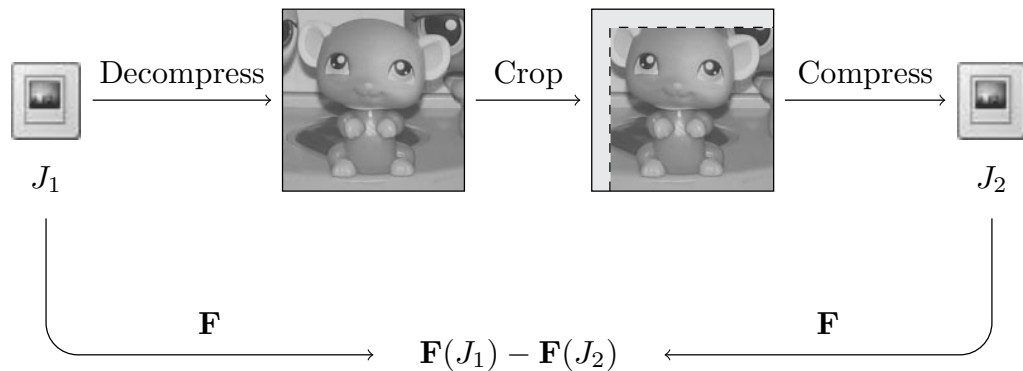 Decompress
Crop
Compress
J₁
J₂
F
F
F(J₁) − F(J₂)